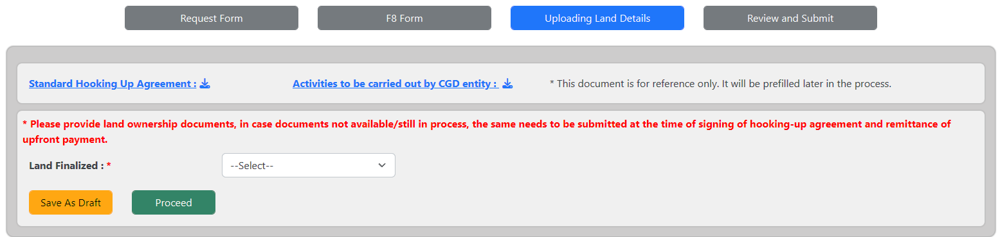 Request Form F8 Form Uploading Land Details Review and Submit
Standard Hooking Up Agreement : Activities to be carried out by CGD entity : * This document is for reference only. It will be prefilled later in the process.
* Please provide land ownership documents, in case documents not available/still in process, the same needs to be submitted at the time of signing of hooking-up agreement and remittance of
upfront payment.
Land Finalized : * --Select--
Save As Draft Proceed